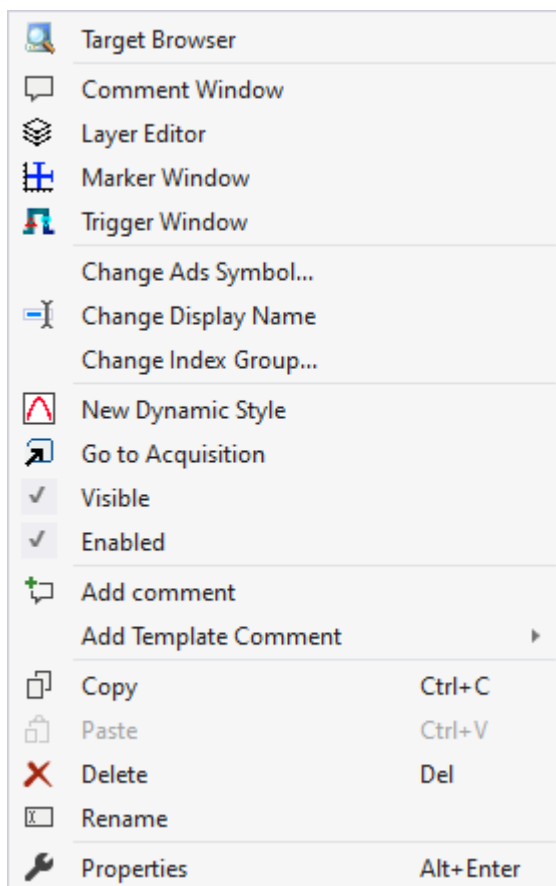 Target Browser
Comment Window
Layer Editor
Marker Window
Trigger Window
Change Ads Symbol...
Change Display Name
Change Index Group...
New Dynamic Style
Go to Acquisition
Visible
Enabled
Add comment
Add Template Comment
Copy Ctrl+C
Paste Ctrl+V
Delete Del
Rename
Properties Alt+Enter